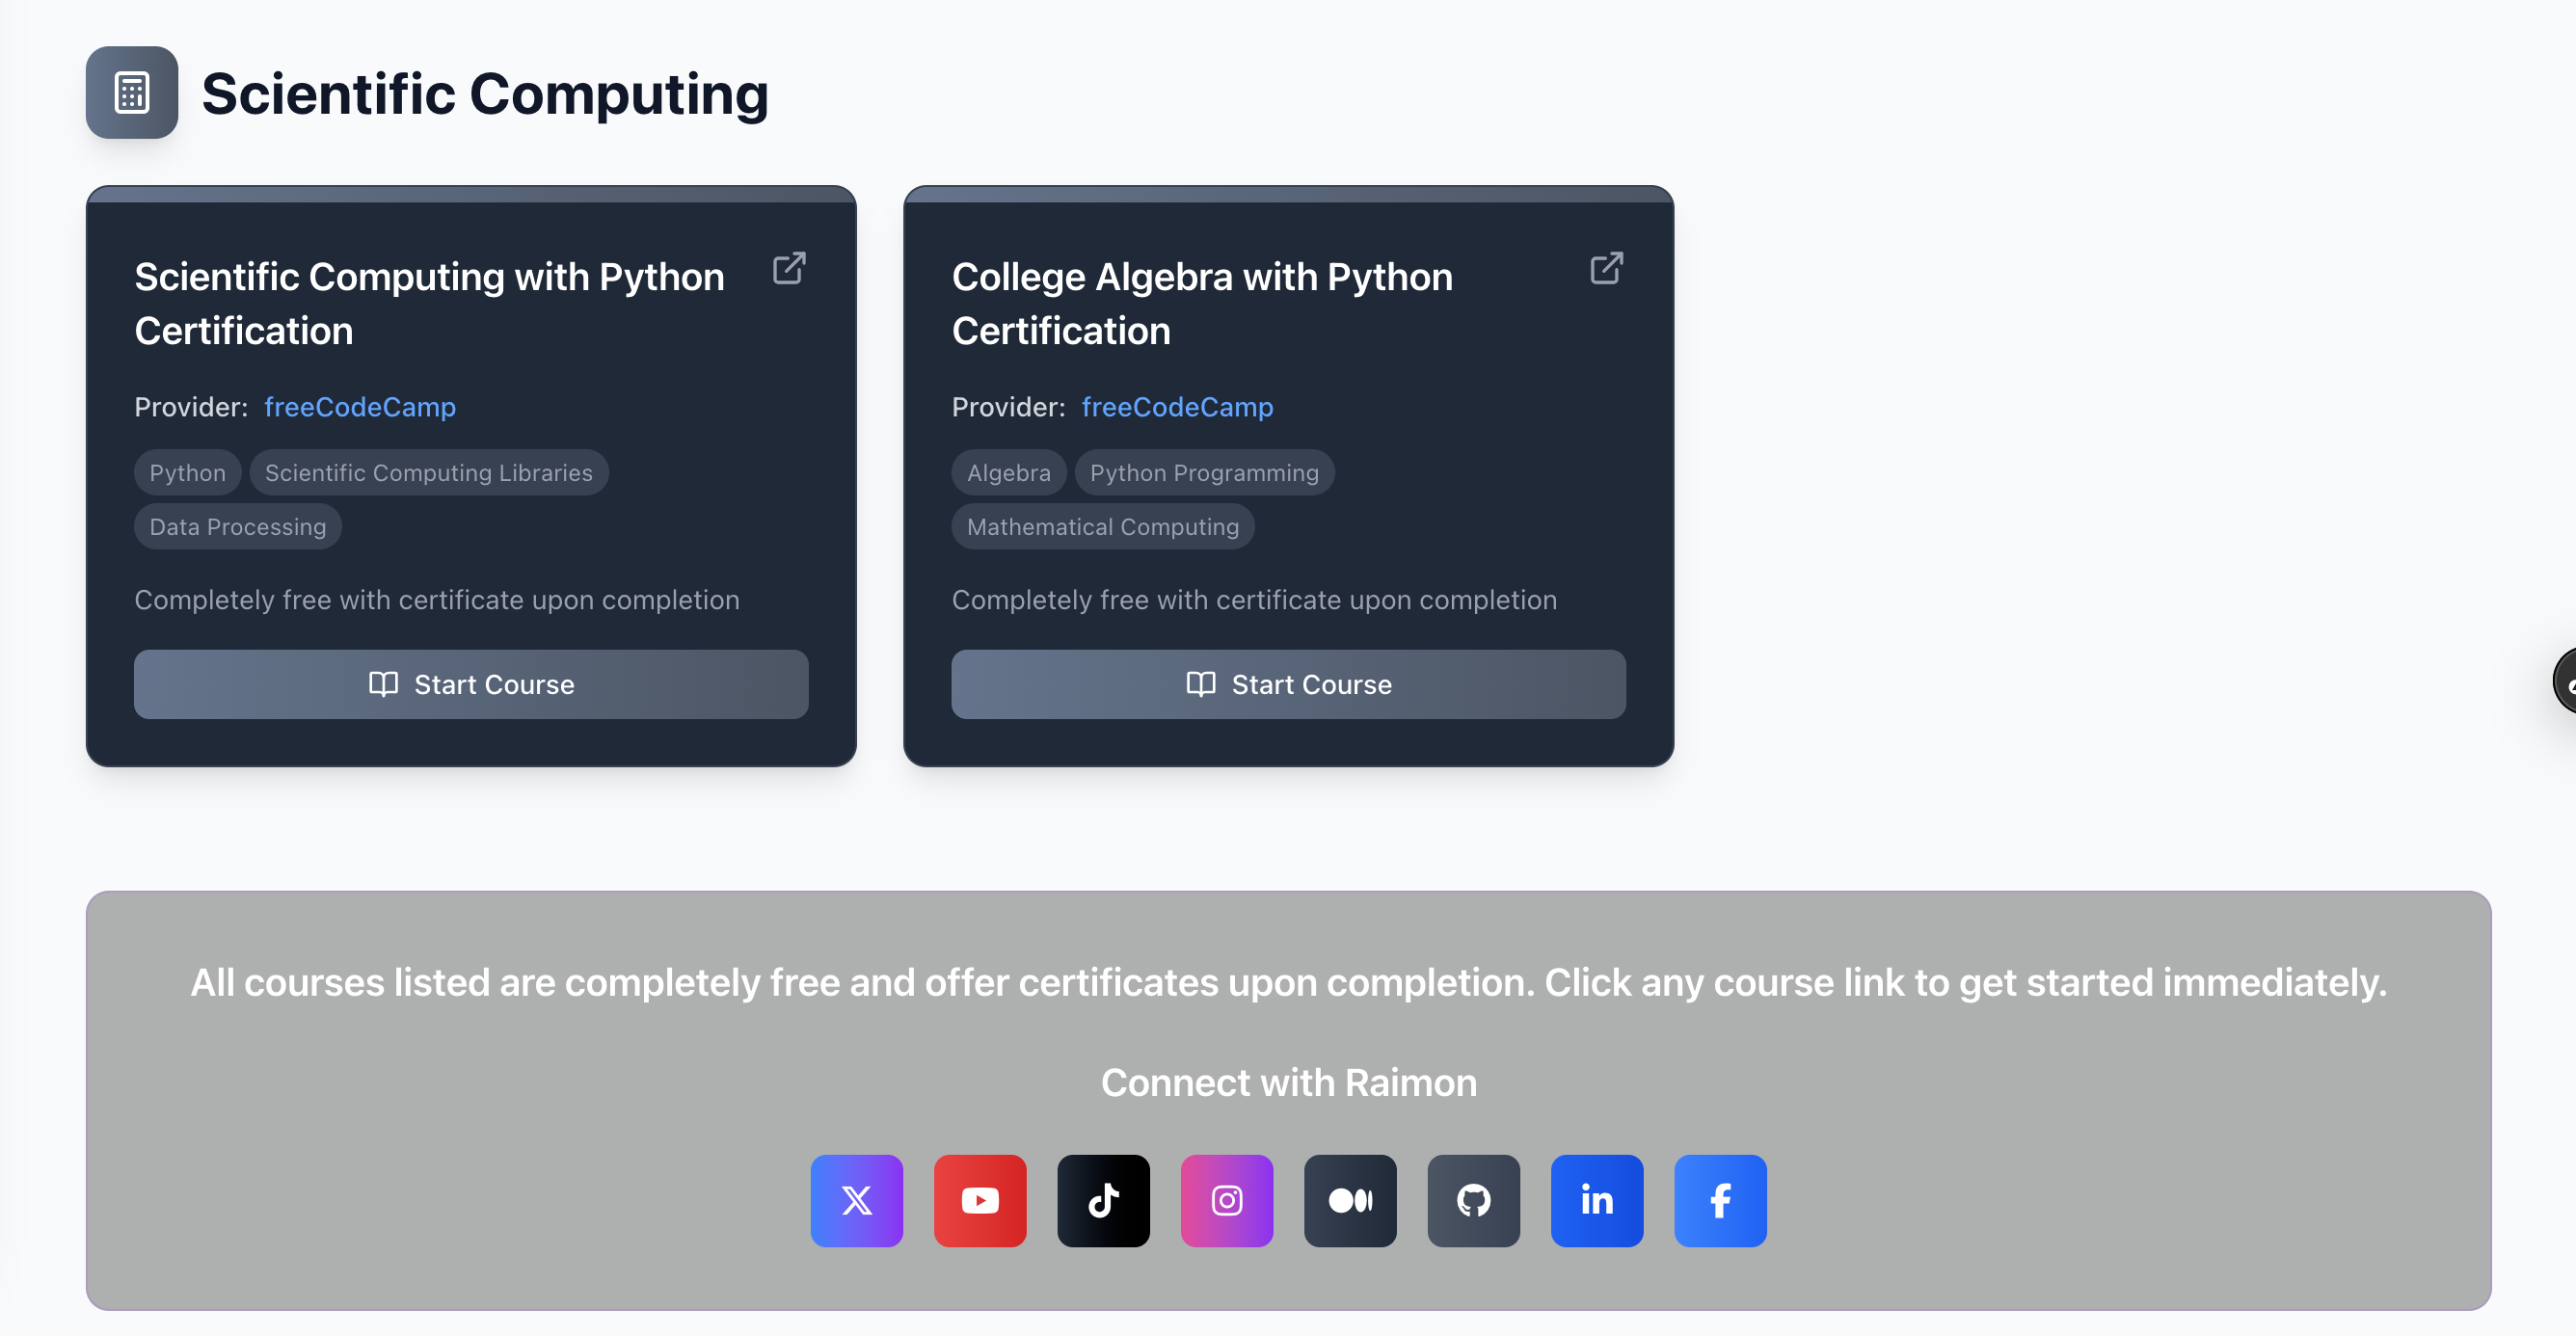 Scientific Computing
Scientific Computing with Python
Certification
Provider: freeCodeCamp
Python Scientific Computing Libraries
Data Processing
Completely free with certificate upon completion
Start Course
College Algebra with Python
Certification
Provider: freeCodeCamp
Algebra Python Programming
Mathematical Computing
Completely free with certificate upon completion
Start Course
All courses listed are completely free and offer certificates upon completion. Click any course link to get started immediately.
Connect with Raimon